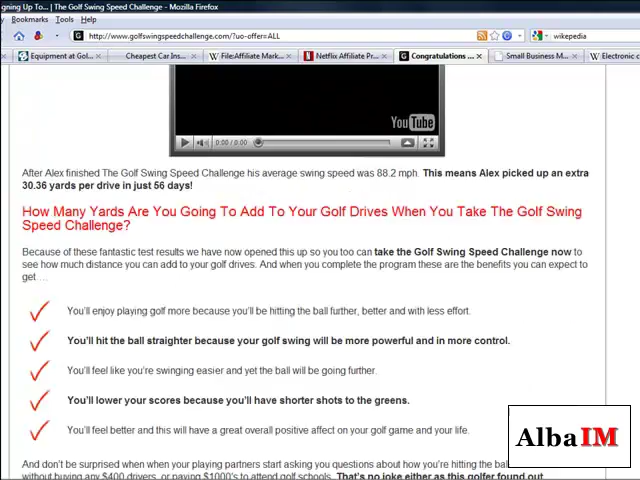 gning Up To... | The Golf Swing Speed Challenge - Mozilla Firefox
Bookmarks Tools Help
http://www.golfswingspeedchallenge.com/?uo-offer=ALL
wikepedia
Equipment at Gol...
Cheapest Car Ins...
File:Affiliate Mark...
Netflix Affiliate Pr...
Congratulations ...
Small Business M...
Electronic c
YouTube
0:00 / 0:00
After Alex finished The Golf Swing Speed Challenge his average swing speed was 88.2 mph. This means Alex picked up an extra
30.36 yards per drive in just 56 days!
How Many Yards Are You Going To Add To Your Golf Drives When You Take The Golf Swing
Speed Challenge?
Because of these fantastic test results we have now opened this up so you too can take the Golf Swing Speed Challenge now to
see how much distance you can add to your golf drives. And when you complete the program these are the benefits you can expect to
get....
You'll enjoy playing golf more because you'll be hitting the ball further, better and with less effort.
You'll hit the ball straighter because your golf swing will be more powerful and in more control.
You'll feel like you're swinging easier and yet the ball will be going further.
You'll lower your scores because you'll have shorter shots to the greens.
You'll feel better and this will have a great overall positive affect on your golf game and your life.
And don't be surprised when when your playing partners start asking you questions about how you're hitting the
without buying any $400 drivers, or paying $1000's to attend golf schools. That's no joke either as this golfer found out
AlbaIM